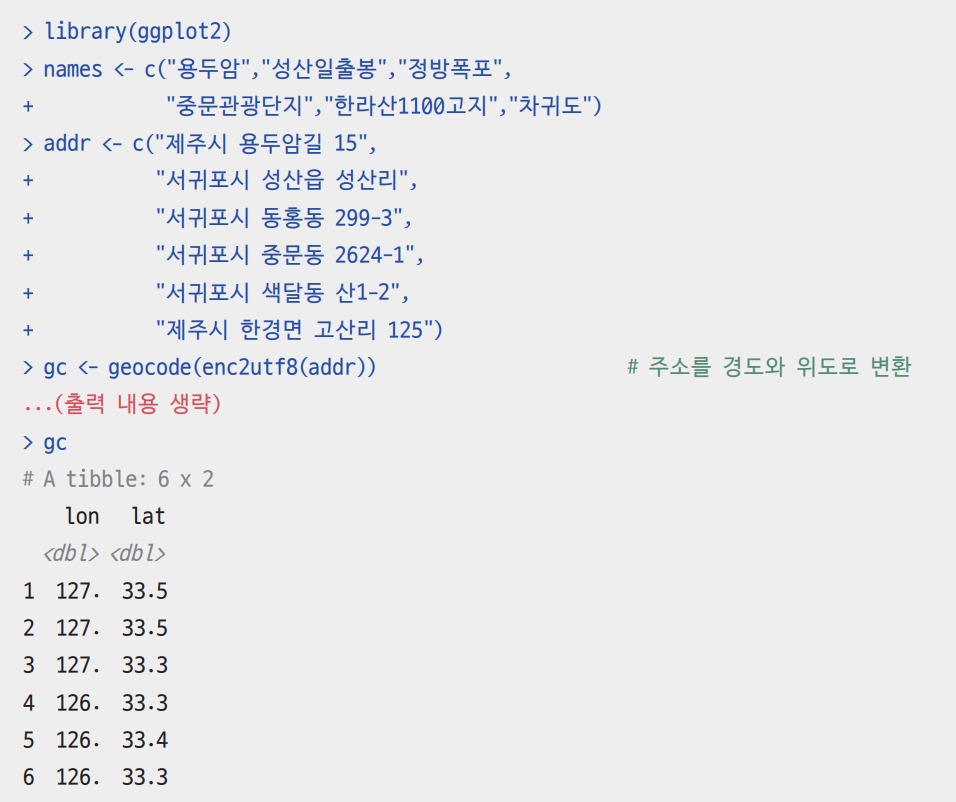 > library(ggplot2)
> names <- c("용두암","성산일출봉","정방폭포",
+ "중문관광단지","한라산1100고지","차귀도")
> addr <- c("제주시 용두암길 15",
+ "서귀포시 성산읍 성산리",
+ "서귀포시 동홍동 299-3",
+ "서귀포시 중문동 2624-1",
+ "서귀포시 색달동 산1-2",
+ "제주시 한경면 고산리 125")
> gc <- geocode(enc2utf8(addr)) # 주소를 경도와 위도로 변환
...(출력 내용 생략)
> gc
# A tibble: 6 x 2
lon lat
<dbl> <dbl>
1 127. 33.5
2 127. 33.5
3 127. 33.3
4 126. 33.3
5 126. 33.4
6 126. 33.3